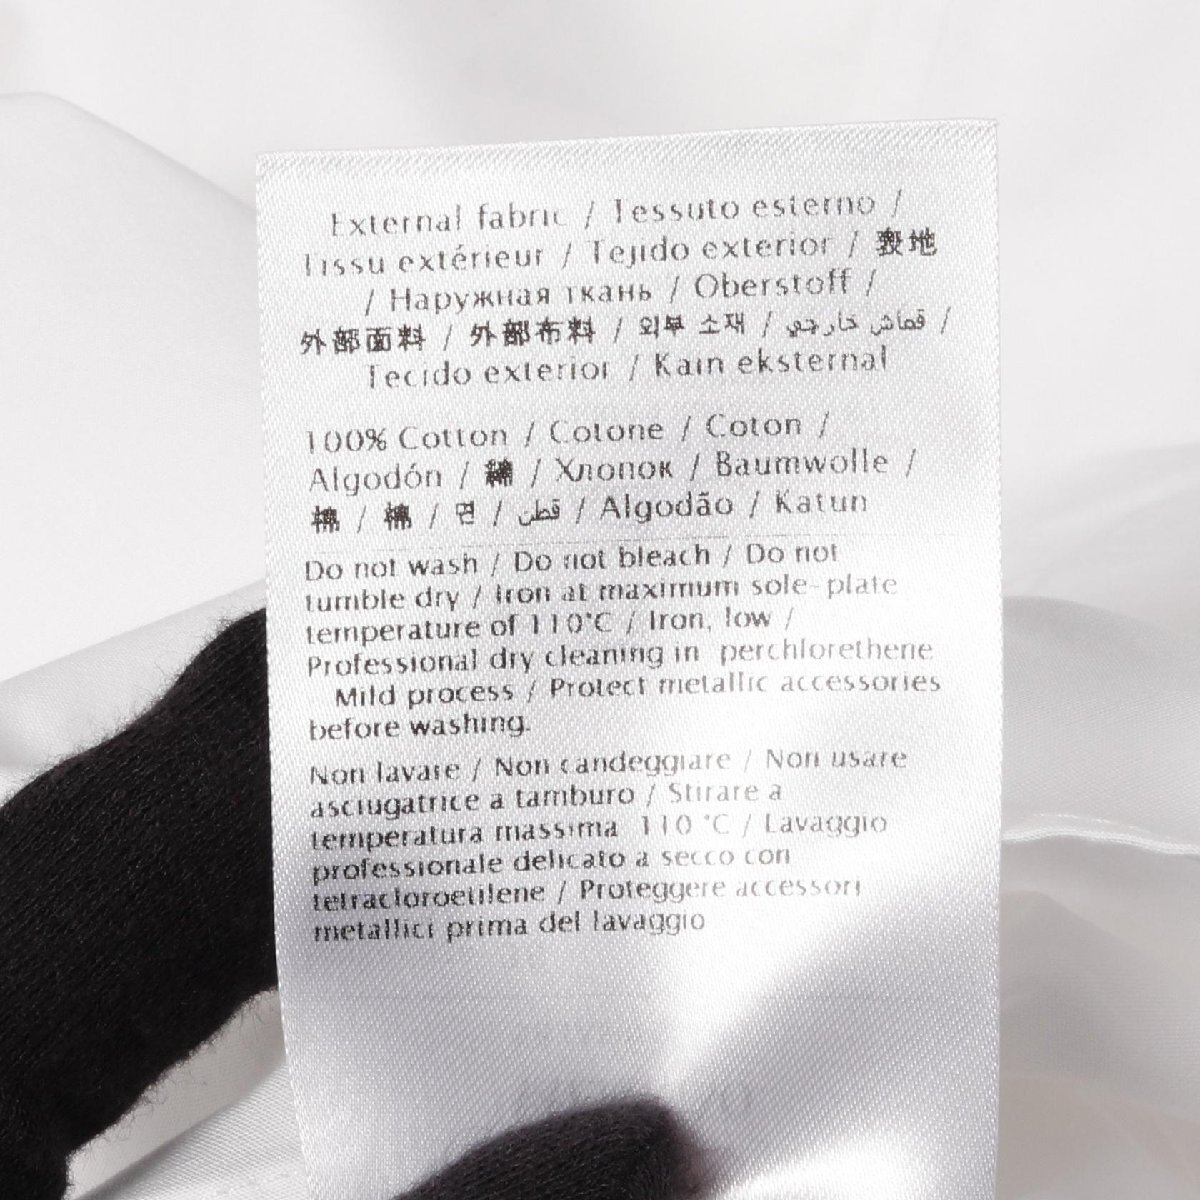 External fabric / Tessuto esterno /
Tissu extérieur / Tejido exterior / 表地
/ Наружная ткань / Oberstoff /
外部面料 / 外部布料 / 외부 소재 / قماش خارجي /
Tecido exterior / Kain eksternal
100% Cotton / Cotone / Coton /
Algodón / 綿 / Хлопок / Baumwolle /
棉 / 棉 / 면 / قطن / Algodão / Katun
Do not wash / Do not bleach / Do not
tumble dry / Iron at maximum sole-plate
temperature of 110°C / Iron, low /
Professional dry cleaning in perchlorethene
Mild process / Protect metallic accessories
before washing.
Non lavare / Non candeggiare / Non usare
asciugatrice a tamburo / Stirare a
temperatura massima 110 °C / Lavaggio
professionale delicato a secco con
tetracloroetilene / Proteggere accessori
metallici prima del lavaggio